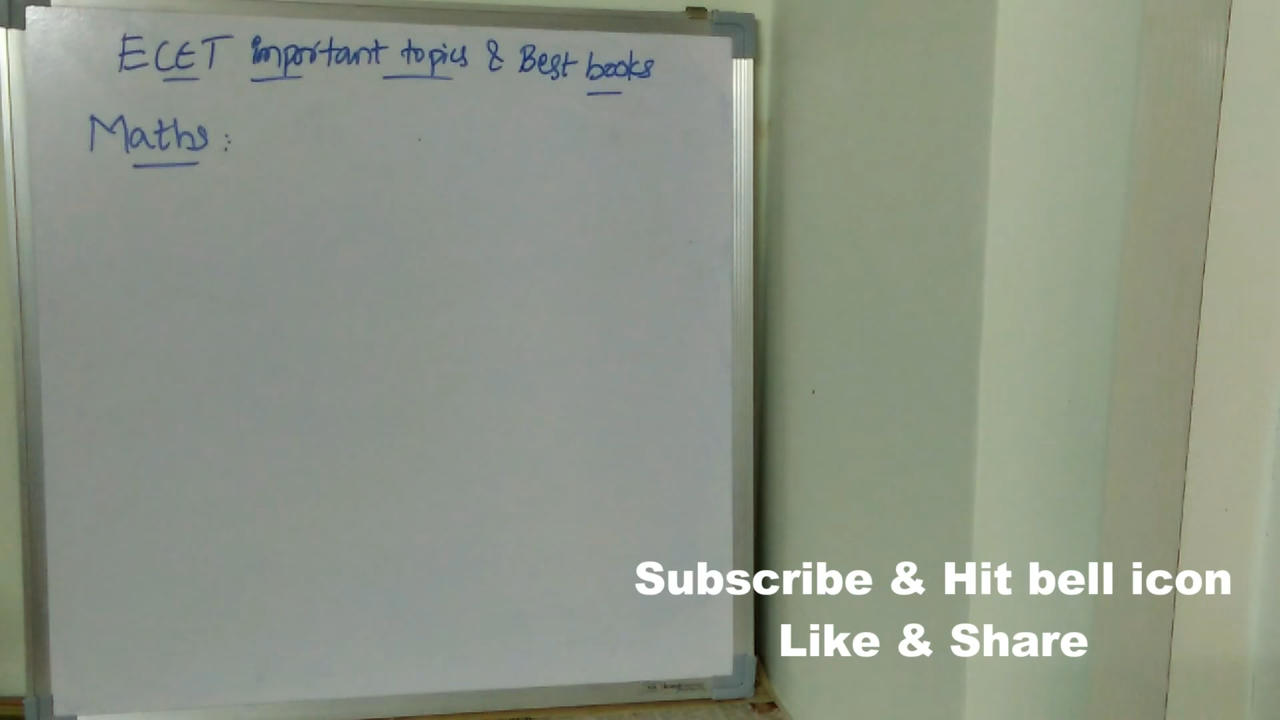 ECET important topics & Best books
Maths:
Subscribe & Hit bell icon
Like & Share